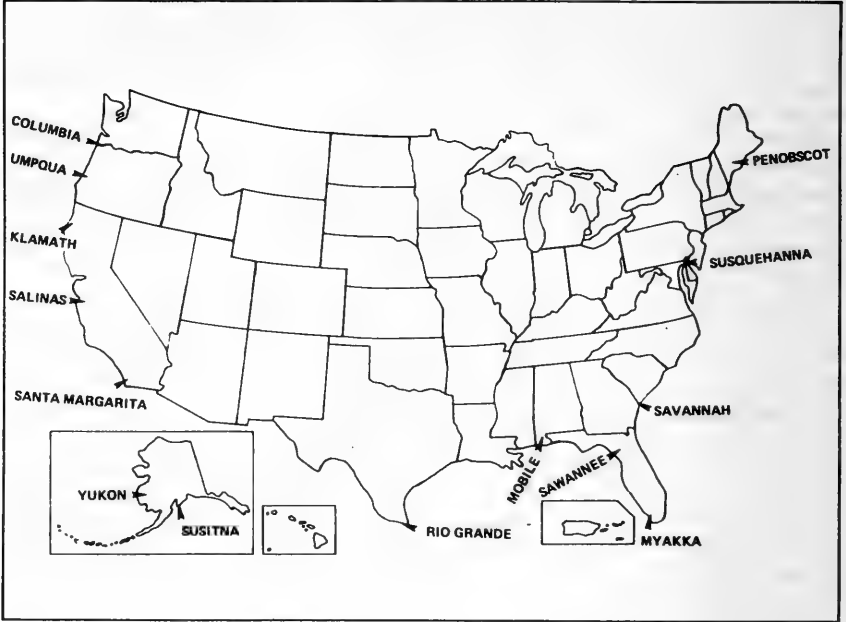 COLUMBIA
UMPQUA
KLAMATH
SALINAS
SANTA MARGARITA
PENOBSCOT
SUSQUEHANNA
SAVANNAH
MOBILE
SAWANNEE
MYAKKA
RIO GRANDE
YUKON
SUSITNA